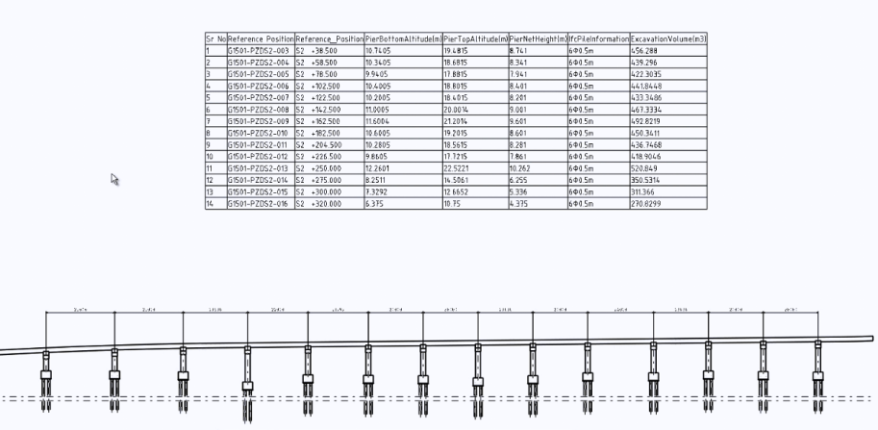 Sr No Reference Position Reference_Position PierBottomAltitude(m) PierTopAltitude(m) PierNetHeight(m) IfcPileInformation ExcavationVolume(m3)
1 G1501-PZDS2-003 S2 +38.500 10.7405 19.4815 8.741 6Φ0.5m 456.288
2 G1501-PZDS2-004 S2 +58.500 10.3405 18.6815 8.341 6Φ0.5m 439.296
3 G1501-PZDS2-005 S2 +78.500 9.9405 17.8815 7.941 6Φ0.5m 422.3035
4 G1501-PZDS2-006 S2 +102.500 10.4005 18.8015 8.401 6Φ0.5m 441.8448
5 G1501-PZDS2-007 S2 +122.500 10.2005 18.4015 8.201 6Φ0.5m 433.3486
6 G1501-PZDS2-008 S2 +142.500 11.0005 20.0014 9.001 6Φ0.5m 467.3334
7 G1501-PZDS2-009 S2 +162.500 11.6004 21.2014 9.601 6Φ0.5m 492.8219
8 G1501-PZDS2-010 S2 +182.500 10.6005 19.2015 8.601 6Φ0.5m 450.3411
9 G1501-PZDS2-011 S2 +204.500 10.2805 18.5615 8.281 6Φ0.5m 436.7468
10 G1501-PZDS2-012 S2 +226.500 9.8605 17.7215 7.861 6Φ0.5m 418.9046
11 G1501-PZDS2-013 S2 +250.000 12.2601 22.5221 10.262 6Φ0.5m 520.849
12 G1501-PZDS2-014 S2 +275.000 8.2511 14.5061 6.255 6Φ0.5m 350.5314
13 G1501-PZDS2-015 S2 +300.000 7.3292 12.6652 5.336 6Φ0.5m 311.366
14 G1501-PZDS2-016 S2 +320.000 6.375 10.75 4.375 6Φ0.5m 270.8299